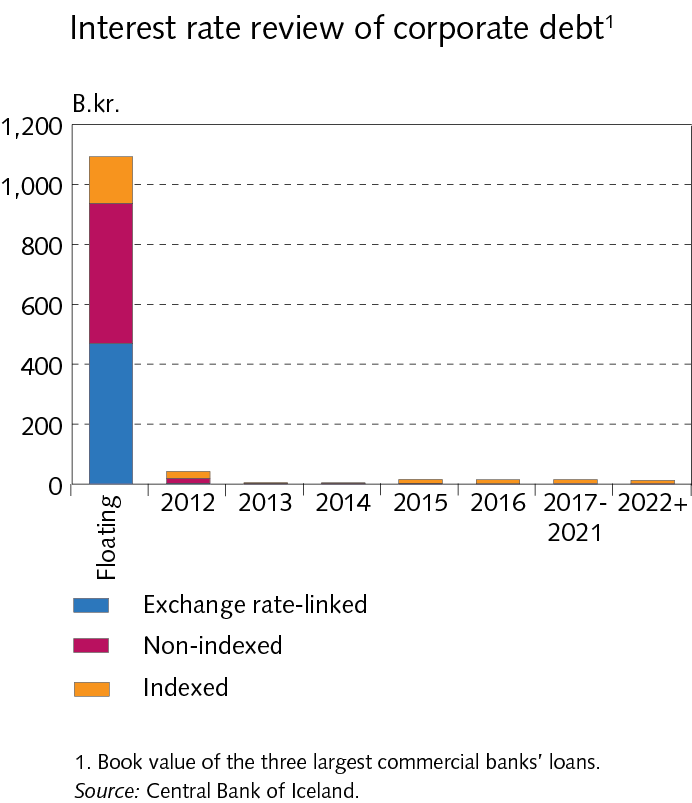 Interest rate review of corporate debt¹
B.kr.
1,200
1,000
800
600
400
200
0
Floating
2012
2013
2014
2015
2016
2017-
2021
2022+
Exchange rate-linked
Non-indexed
Indexed
1. Book value of the three largest commercial banks' loans.
Source: Central Bank of Iceland.